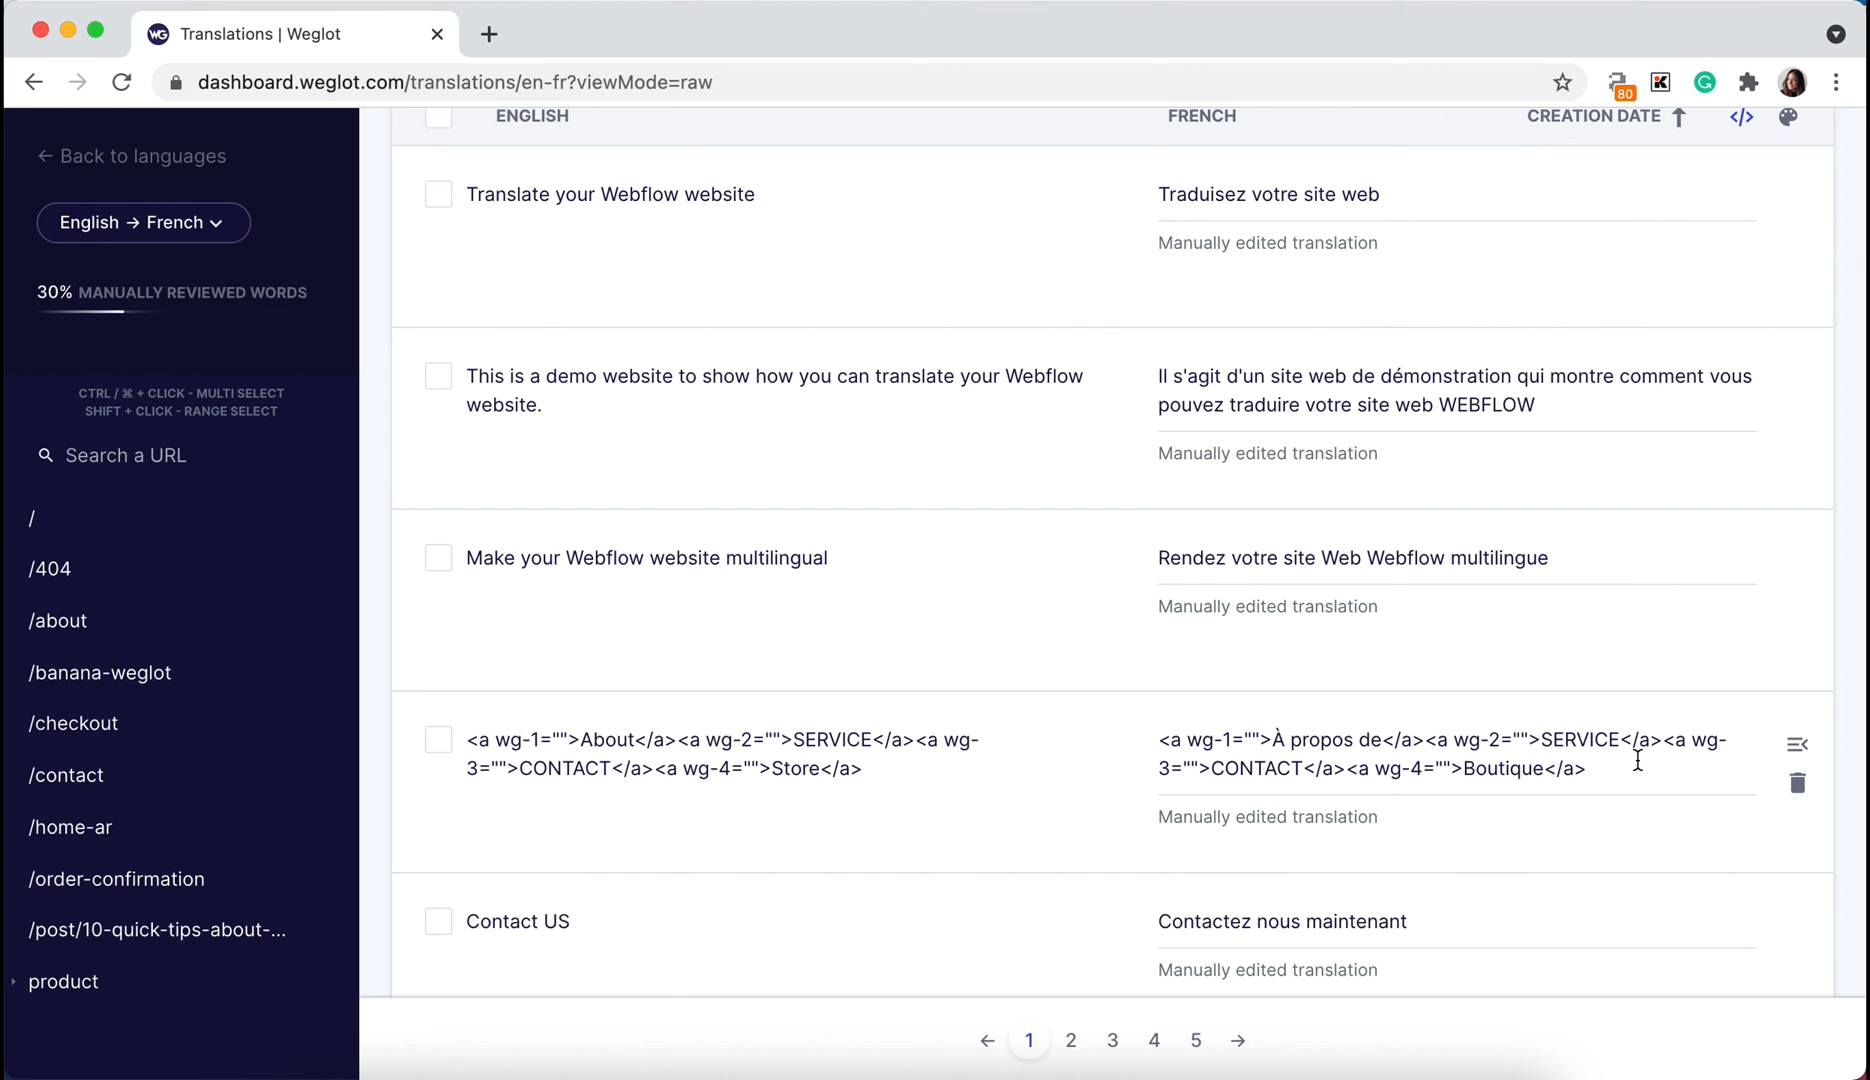 Translations | Weglot
dashboard.weglot.com/translations/en-fr?viewMode=raw
80
← Back to languages
English → French
30% MANUALLY REVIEWED WORDS
CTRL / ⌘ + CLICK - MULTI SELECT
SHIFT + CLICK - RANGE SELECT
Search a URL
/
/404
/about
/banana-weglot
/checkout
/contact
/home-ar
/order-confirmation
/post/10-quick-tips-about-...
product
ENGLISH
FRENCH
CREATION DATE ↑ </>
Translate your Webflow website
Traduisez votre site web
Manually edited translation
This is a demo website to show how you can translate your Webflow
website.
Il s'agit d'un site web de démonstration qui montre comment vous
pouvez traduire votre site web WEBFLOW
Manually edited translation
Make your Webflow website multilingual
Rendez votre site Web Webflow multilingue
Manually edited translation
<a wg-1="">About</a><a wg-2="">SERVICE</a><a wg-
3="">CONTACT</a><a wg-4="">Store</a>
<a wg-1="">À propos de</a><a wg-2="">SERVICE</a><a wg-
3="">CONTACT</a><a wg-4="">Boutique</a>
Manually edited translation
Contact US
Contactez nous maintenant
Manually edited translation
← 1 2 3 4 5 →